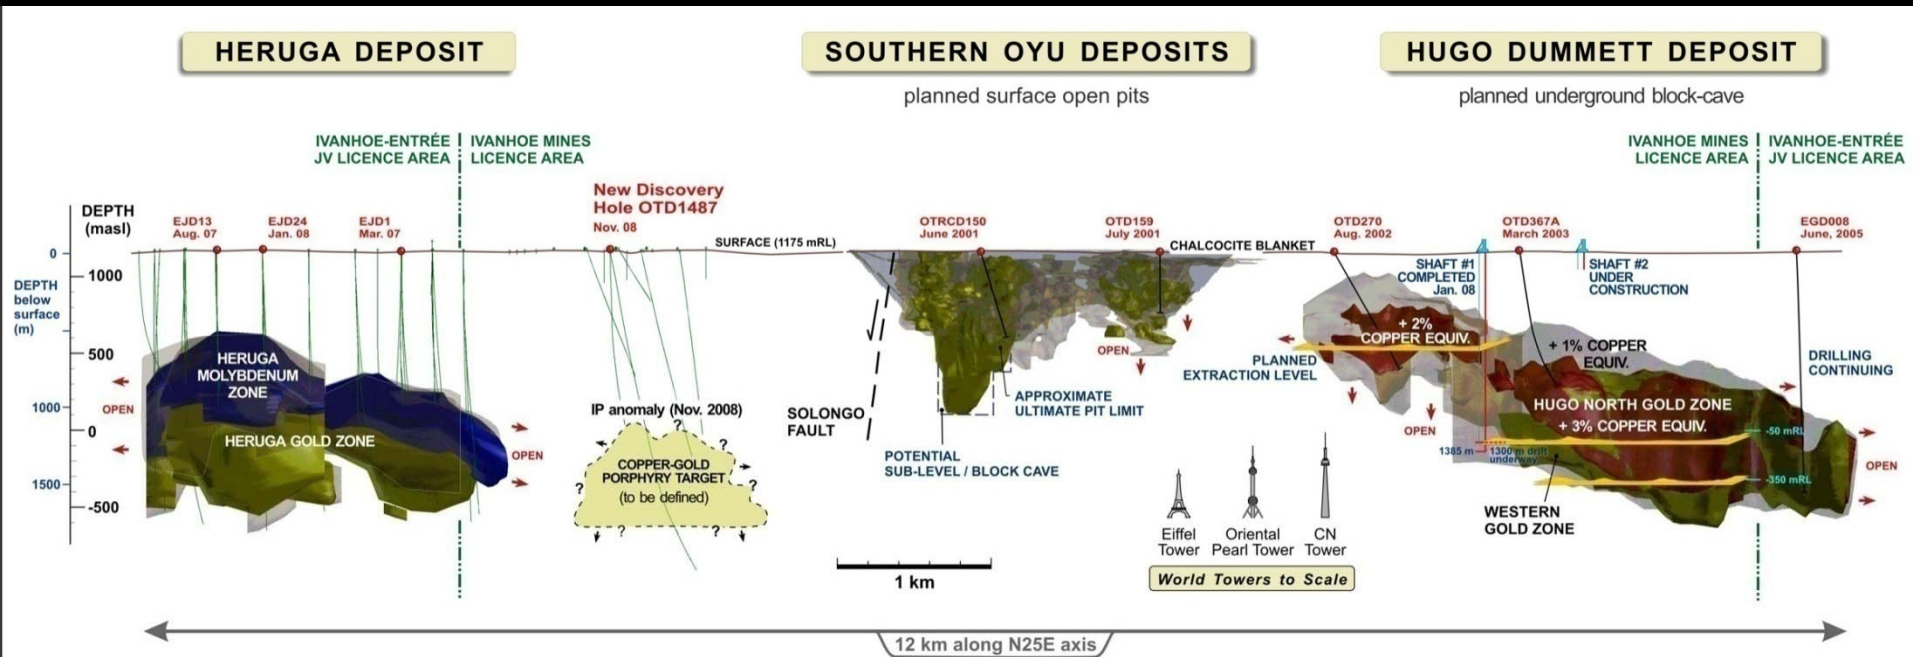 HERUGA DEPOSIT
SOUTHERN OYU DEPOSITS
planned surface open pits
HUGO DUMMETT DEPOSIT
planned underground block-cave
IVANHOE-ENTRÉE
JV LICENCE AREA
IVANHOE MINES
LICENCE AREA
IVANHOE MINES
LICENCE AREA
IVANHOE-ENTRÉE
JV LICENCE AREA
DEPTH
(masl)
0
1000
DEPTH
below
surface
(m)
500
1000
0
1500
-500
EJD13
Aug. 07
EJD24
Jan. 08
EJD1
Mar. 07
New Discovery
Hole OTD1487
Nov. 08
SURFACE (1175 mRL)
HERUGA
MOLYBDENUM
ZONE
HERUGA GOLD ZONE
OPEN
OPEN
IP anomaly (Nov. 2008)
?
?
?
?
?
?
COPPER-GOLD
PORPHYRY TARGET
(to be defined)
OTRCD150
June 2001
OTD159
July 2001
CHALCOCITE BLANKET
OPEN
SOLONGO
FAULT
APPROXIMATE
ULTIMATE PIT LIMIT
POTENTIAL
SUB-LEVEL / BLOCK CAVE
1 km
Eiffel
Tower
Oriental
Pearl Tower
CN
Tower
World Towers to Scale
OTD270
Aug. 2002
OTD367A
March 2003
EGD008
June, 2005
SHAFT #1
COMPLETED
Jan. 08
SHAFT #2
UNDER
CONSTRUCTION
+ 2%
COPPER EQUIV.
PLANNED
EXTRACTION LEVEL
OPEN
+ 1% COPPER
EQUIV.
DRILLING
CONTINUING
HUGO NORTH GOLD ZONE
+ 3% COPPER EQUIV.
-50 mRL
1385 m
1300 m drift
underway
-350 mRL
OPEN
WESTERN
GOLD ZONE
12 km along N25E axis